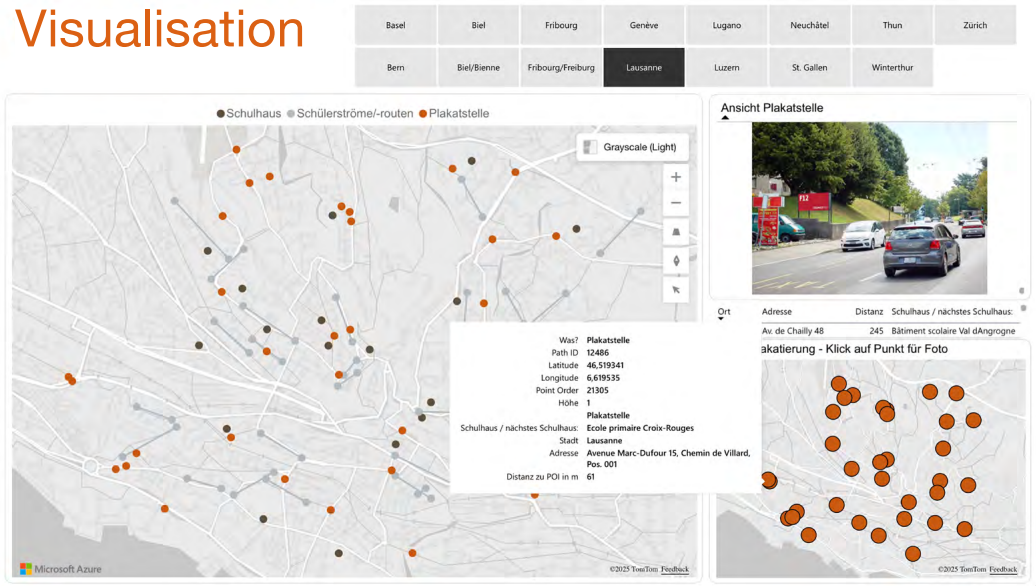 Visualisation
Basel
Biel
Fribourg
Genève
Lugano
Neuchâtel
Thun
Zürich
Bern
Biel/Bienne
Fribourg/Freiburg
Lausanne
Luzern
St. Gallen
Winterthur
Schulhaus Schülerströme/-routen Plakatstelle
Grayscale (Light)
+
−
Was? Plakatstelle
Path ID 12486
Latitude 46,519341
Longitude 6,619535
Point Order 21305
Höhe 1
Plakatstelle
Schulhaus / nächstes Schulhaus: Ecole primaire Croix-Rouges
Stadt Lausanne
Adresse Avenue Marc-Dufour 15, Chemin de Villard,
Pos. 001
Distanz zu POI in m 61
Microsoft Azure
©2025 TomTom Feedback
Ansicht Plakatstelle
F12
Ort Adresse Distanz Schulhaus / nächstes Schulhaus:
Av. de Chailly 48 245 Bâtiment scolaire Val dAngrogne
akatierung - Klick auf Punkt für Foto
©2025 TomTom Feedback